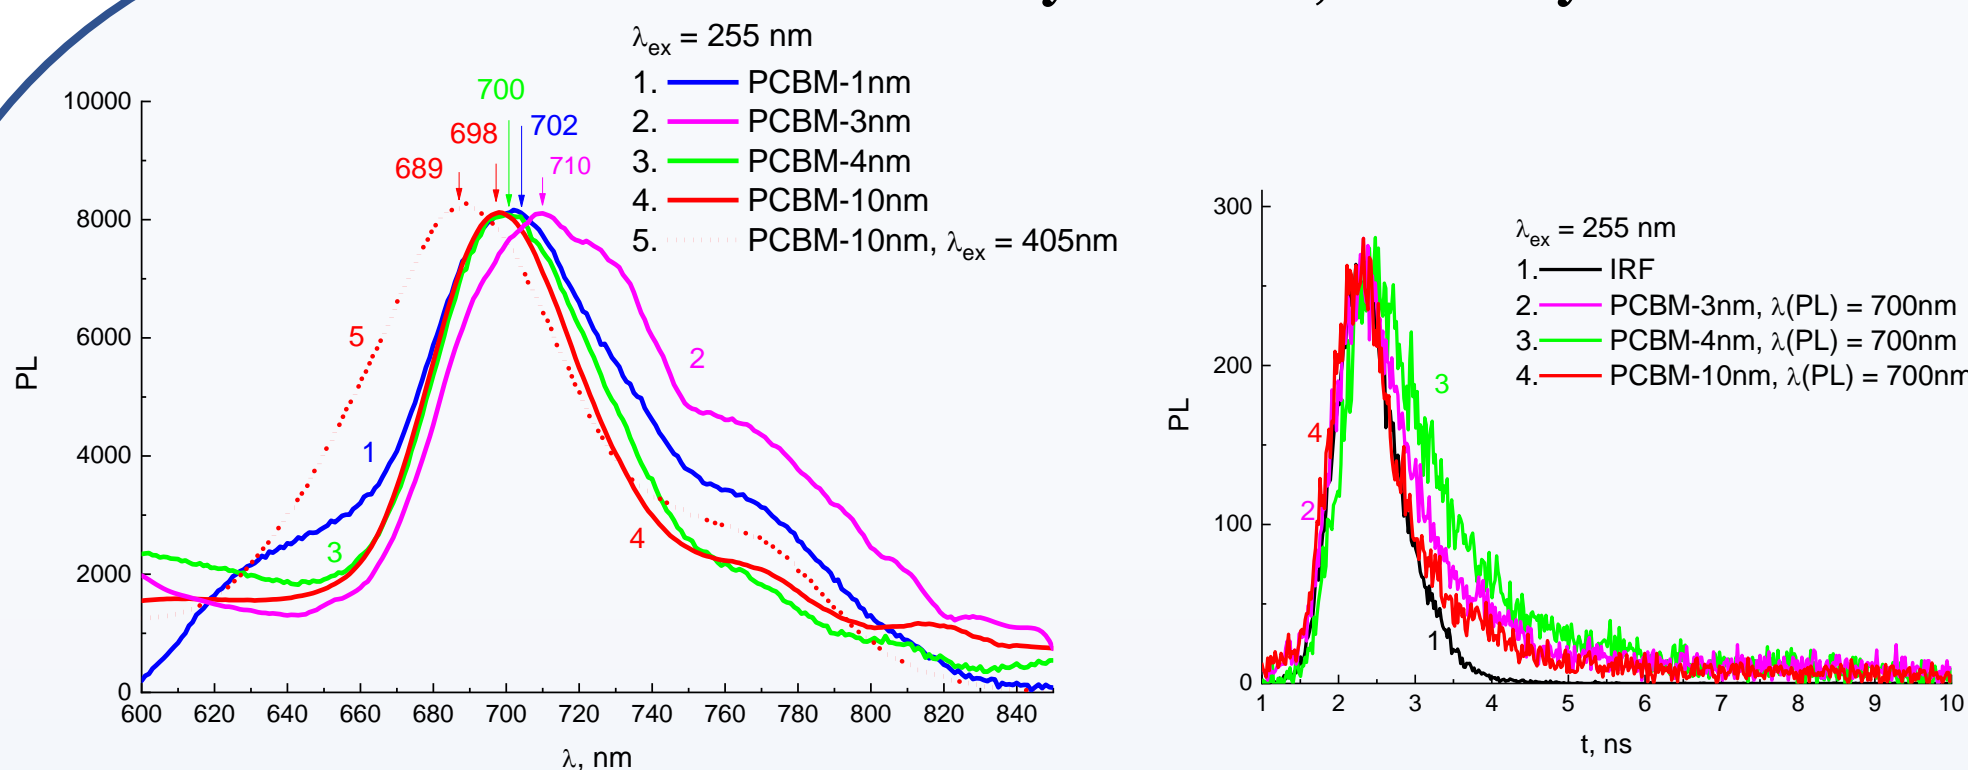 λex = 255 nm
1. PCBM-1nm
2. PCBM-3nm
3. PCBM-4nm
4. PCBM-10nm
5. PCBM-10nm, λex = 405nm
700
702
698
710
689
10000
8000
6000
4000
2000
0
PL
5
2
1
3
4
600 620 640 660 680 700 720 740 760 780 800 820 840
λ, nm
λex = 255 nm
1. IRF
2. PCBM-3nm, λ(PL) = 700nm
3. PCBM-4nm, λ(PL) = 700nm
4. PCBM-10nm, λ(PL) = 700nm
300
200
100
0
PL
3
4
2
1
1 2 3 4 5 6 7 8 9 10
t, ns